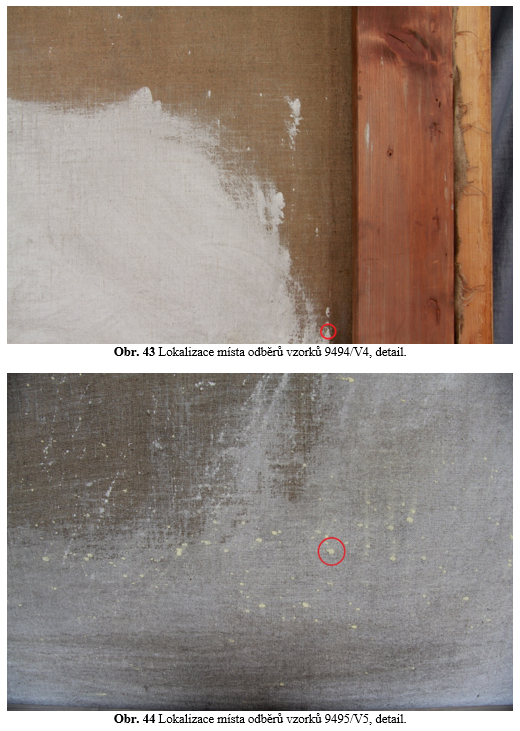 Obr. 43 Lokalizace místa odběrů vzorků 9494/V4, detail.
Obr. 44 Lokalizace místa odběrů vzorků 9495/V5, detail.